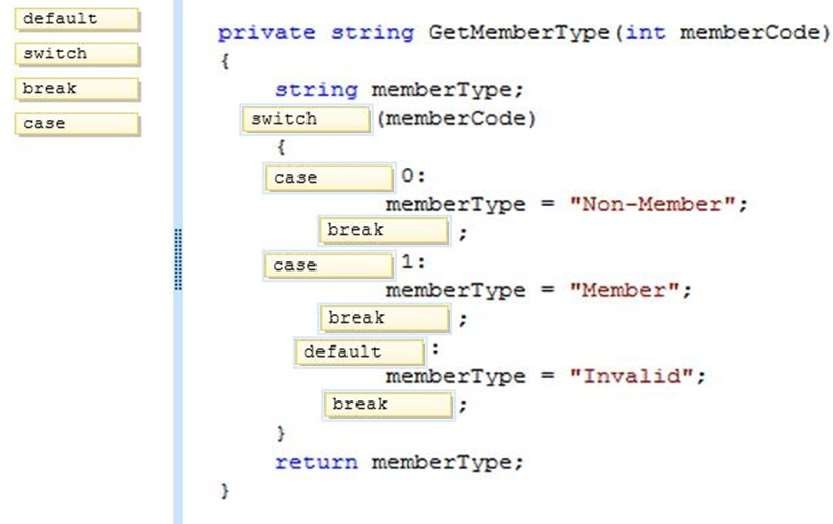 default
switch
break
case
private string GetMemberType(int memberCode)
{
string memberType;
switch (memberCode)
{
case 0:
memberType = "Non-Member";
break ;
case 1:
memberType = "Member";
break ;
default :
memberType = "Invalid";
break ;
}
return memberType;
}